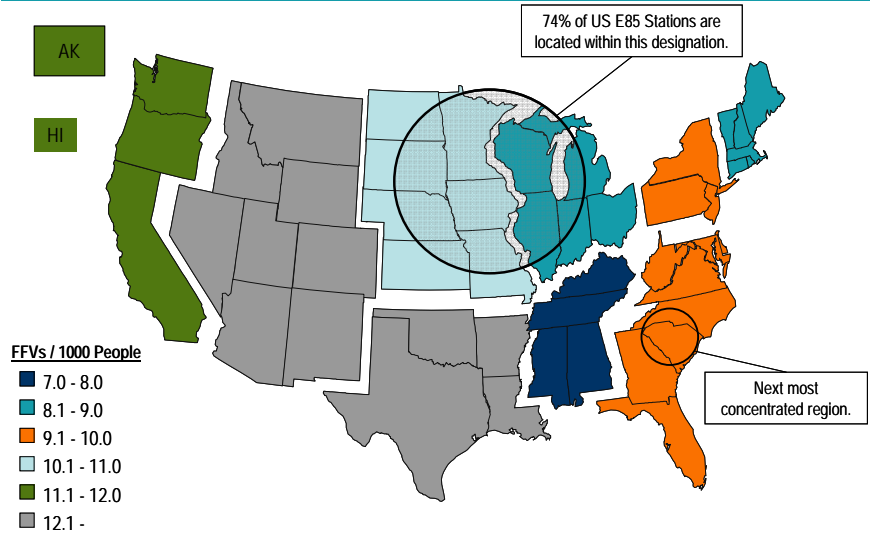 74% of US E85 Stations are
located within this designation.
AK
HI
FFVs / 1000 People
7.0 - 8.0
8.1 - 9.0
9.1 - 10.0
10.1 - 11.0
11.1 - 12.0
12.1 -
Next most
concentrated region.